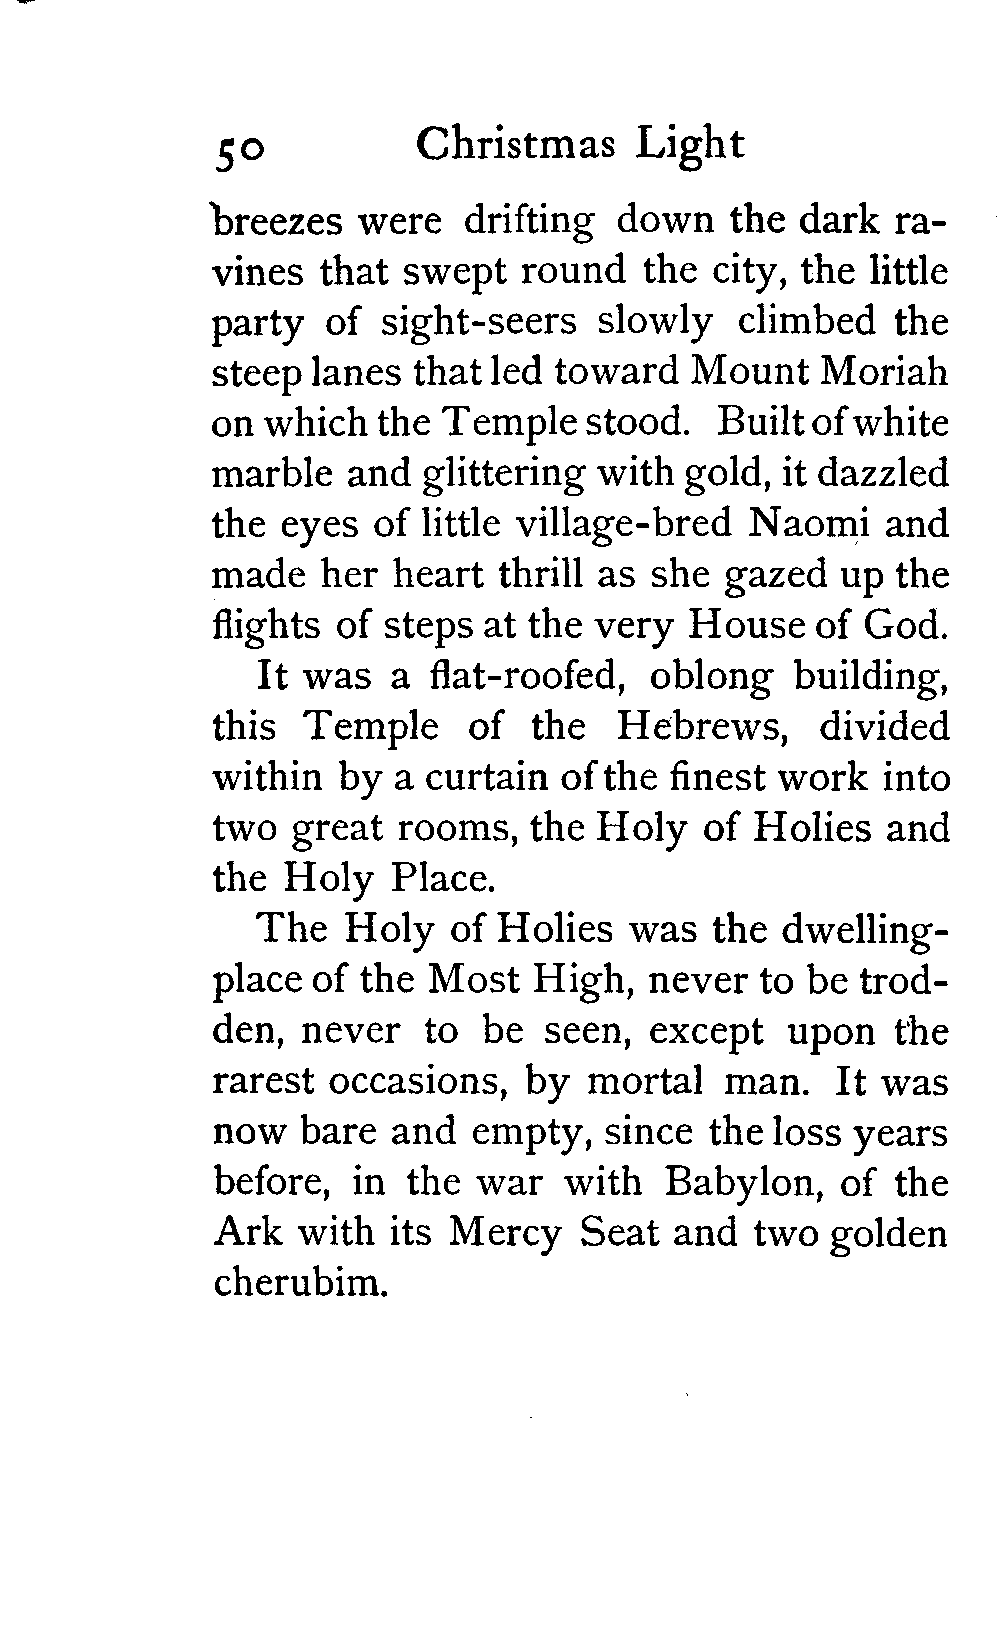 50 Christmas Light
breezes were drifting down the dark ra-
vines that swept round the city, the little
party of sight-seers slowly climbed the
steep lanes that led toward Mount Moriah
on which the Temple stood. Built of white
marble and glittering with gold, it dazzled
the eyes of little village-bred Naomi and
made her heart thrill as she gazed up the
flights of steps at the very House of God.
It was a flat-roofed, oblong building,
this Temple of the Hebrews, divided
within by a curtain of the finest work into
two great rooms, the Holy of Holies and
the Holy Place.
The Holy of Holies was the dwelling-
place of the Most High, never to be trod-
den, never to be seen, except upon the
rarest occasions, by mortal man. It was
now bare and empty, since the loss years
before, in the war with Babylon, of the
Ark with its Mercy Seat and two golden
cherubim.